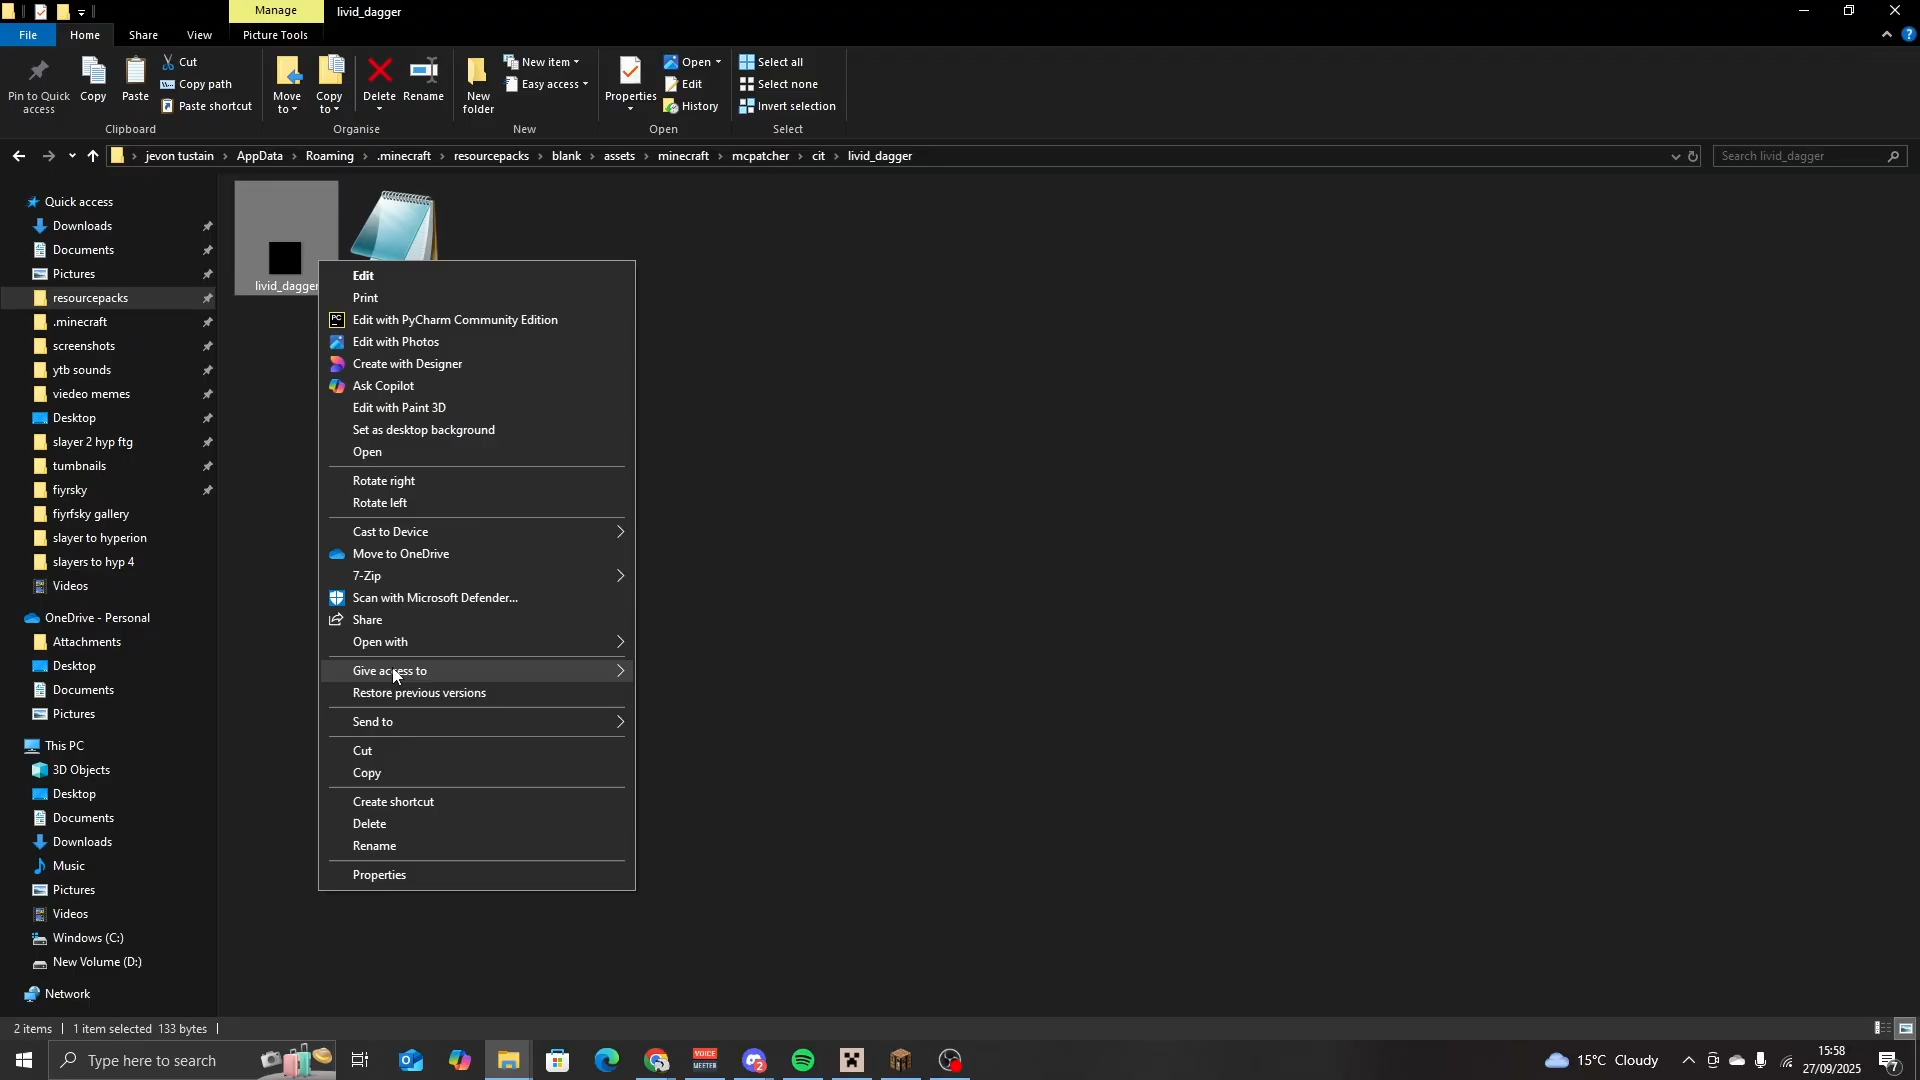 Manage
livid_dagger
File
Home
Share
View
Picture Tools
Pin to Quick access
Copy
Paste
Cut
Copy path
Paste shortcut
Clipboard
Move to
Copy to
Delete
Rename
Organise
New folder
New item
Easy access
New
Properties
Open
Edit
History
Open
Select all
Select none
Invert selection
Select
jevon tustain
AppData
Roaming
.minecraft
resourcepacks
blank
assets
minecraft
mcpatcher
cit
livid_dagger
Search livid_dagger
Quick access
Downloads
Documents
Pictures
resourcepacks
.minecraft
screenshots
ytb sounds
viedeo memes
Desktop
slayer 2 hyp ftg
tumbnails
fiyrsky
fiyrfsky gallery
slayer to hyperion
slayers to hyp 4
Videos
OneDrive - Personal
Attachments
Desktop
Documents
Pictures
This PC
3D Objects
Desktop
Documents
Downloads
Music
Pictures
Videos
Windows (C:)
New Volume (D:)
Network
livid_dagger
Edit
Print
PC
Edit with PyCharm Community Edition
Edit with Photos
Create with Designer
Ask Copilot
Edit with Paint 3D
Set as desktop background
Open
Rotate right
Rotate left
Cast to Device
Move to OneDrive
7-Zip
Scan with Microsoft Defender...
Share
Open with
Give access to
Restore previous versions
Send to
Cut
Copy
Create shortcut
Delete
Rename
Properties
2 items
1 item selected 133 bytes
Type here to search
VOICE
MEETER
2
15°C Cloudy
15:58
27/09/2025
7